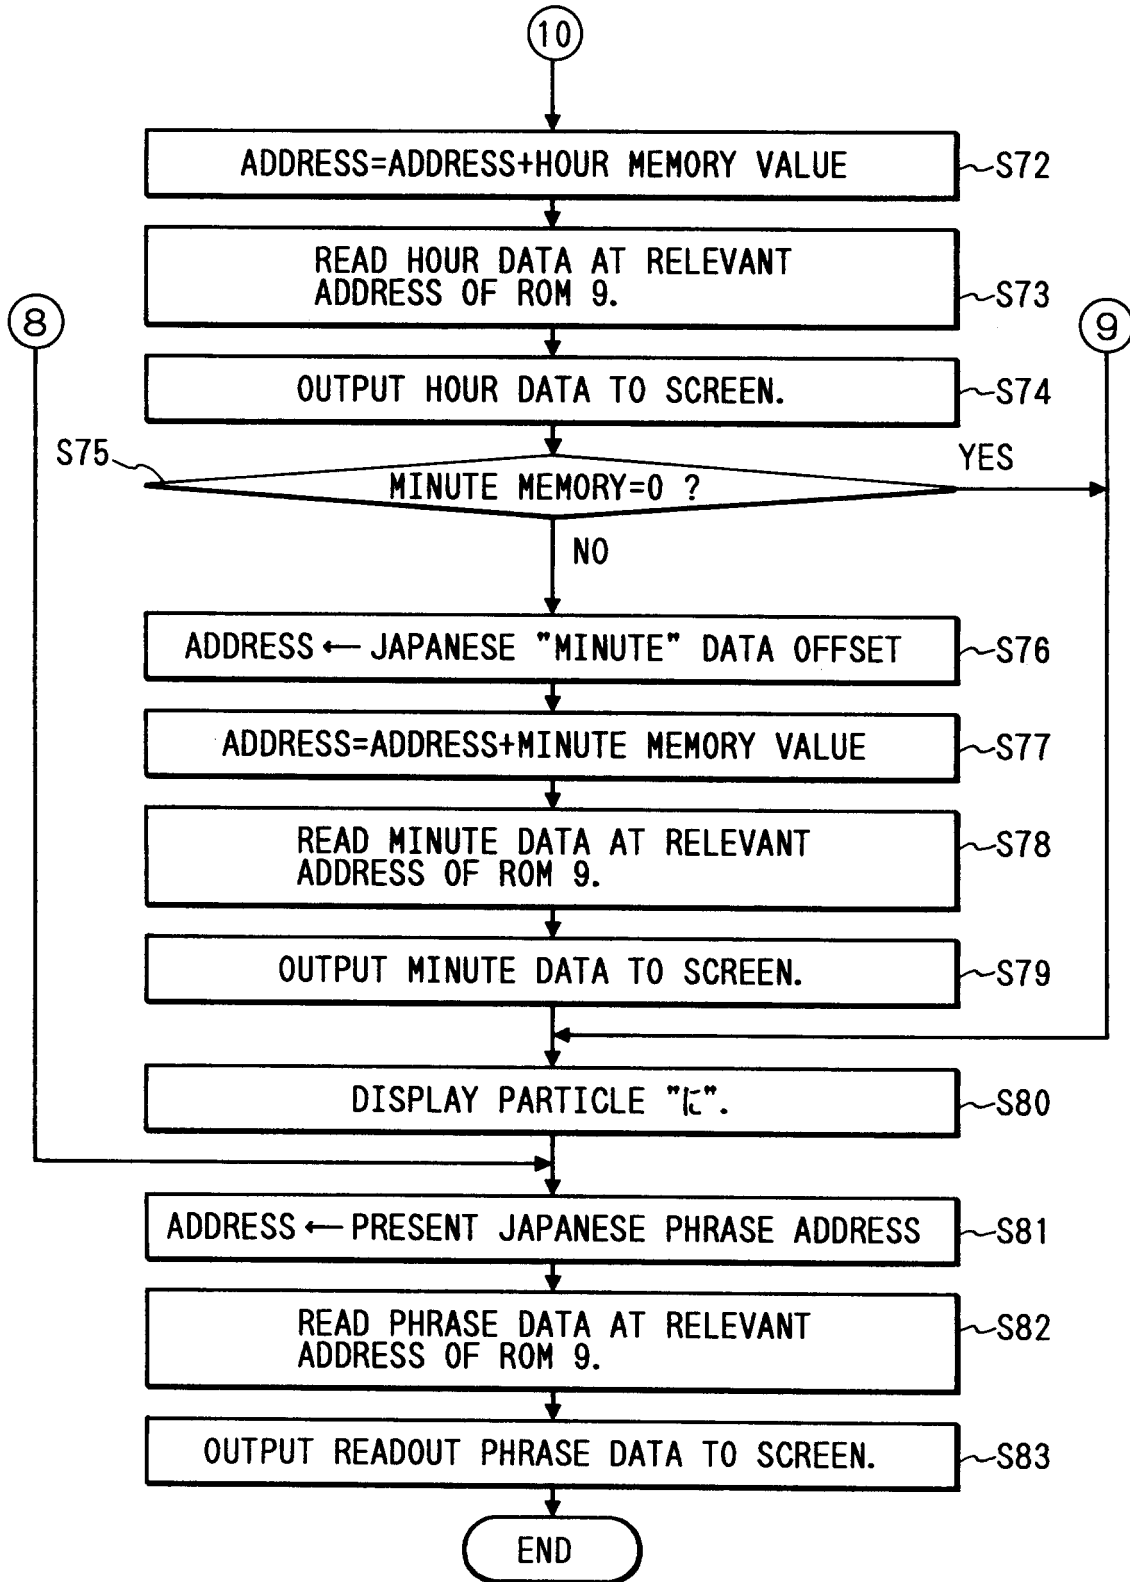 10
ADDRESS=ADDRESS+HOUR MEMORY VALUE
S72
READ HOUR DATA AT RELEVANT
ADDRESS OF ROM 9.
S73
8
9
OUTPUT HOUR DATA TO SCREEN.
S74
S75
MINUTE MEMORY=0 ?
YES
NO
ADDRESS ← JAPANESE "MINUTE" DATA OFFSET
S76
ADDRESS=ADDRESS+MINUTE MEMORY VALUE
S77
READ MINUTE DATA AT RELEVANT
ADDRESS OF ROM 9.
S78
OUTPUT MINUTE DATA TO SCREEN.
S79
DISPLAY PARTICLE "に".
S80
ADDRESS ← PRESENT JAPANESE PHRASE ADDRESS
S81
READ PHRASE DATA AT RELEVANT
ADDRESS OF ROM 9.
S82
OUTPUT READOUT PHRASE DATA TO SCREEN.
S83
END